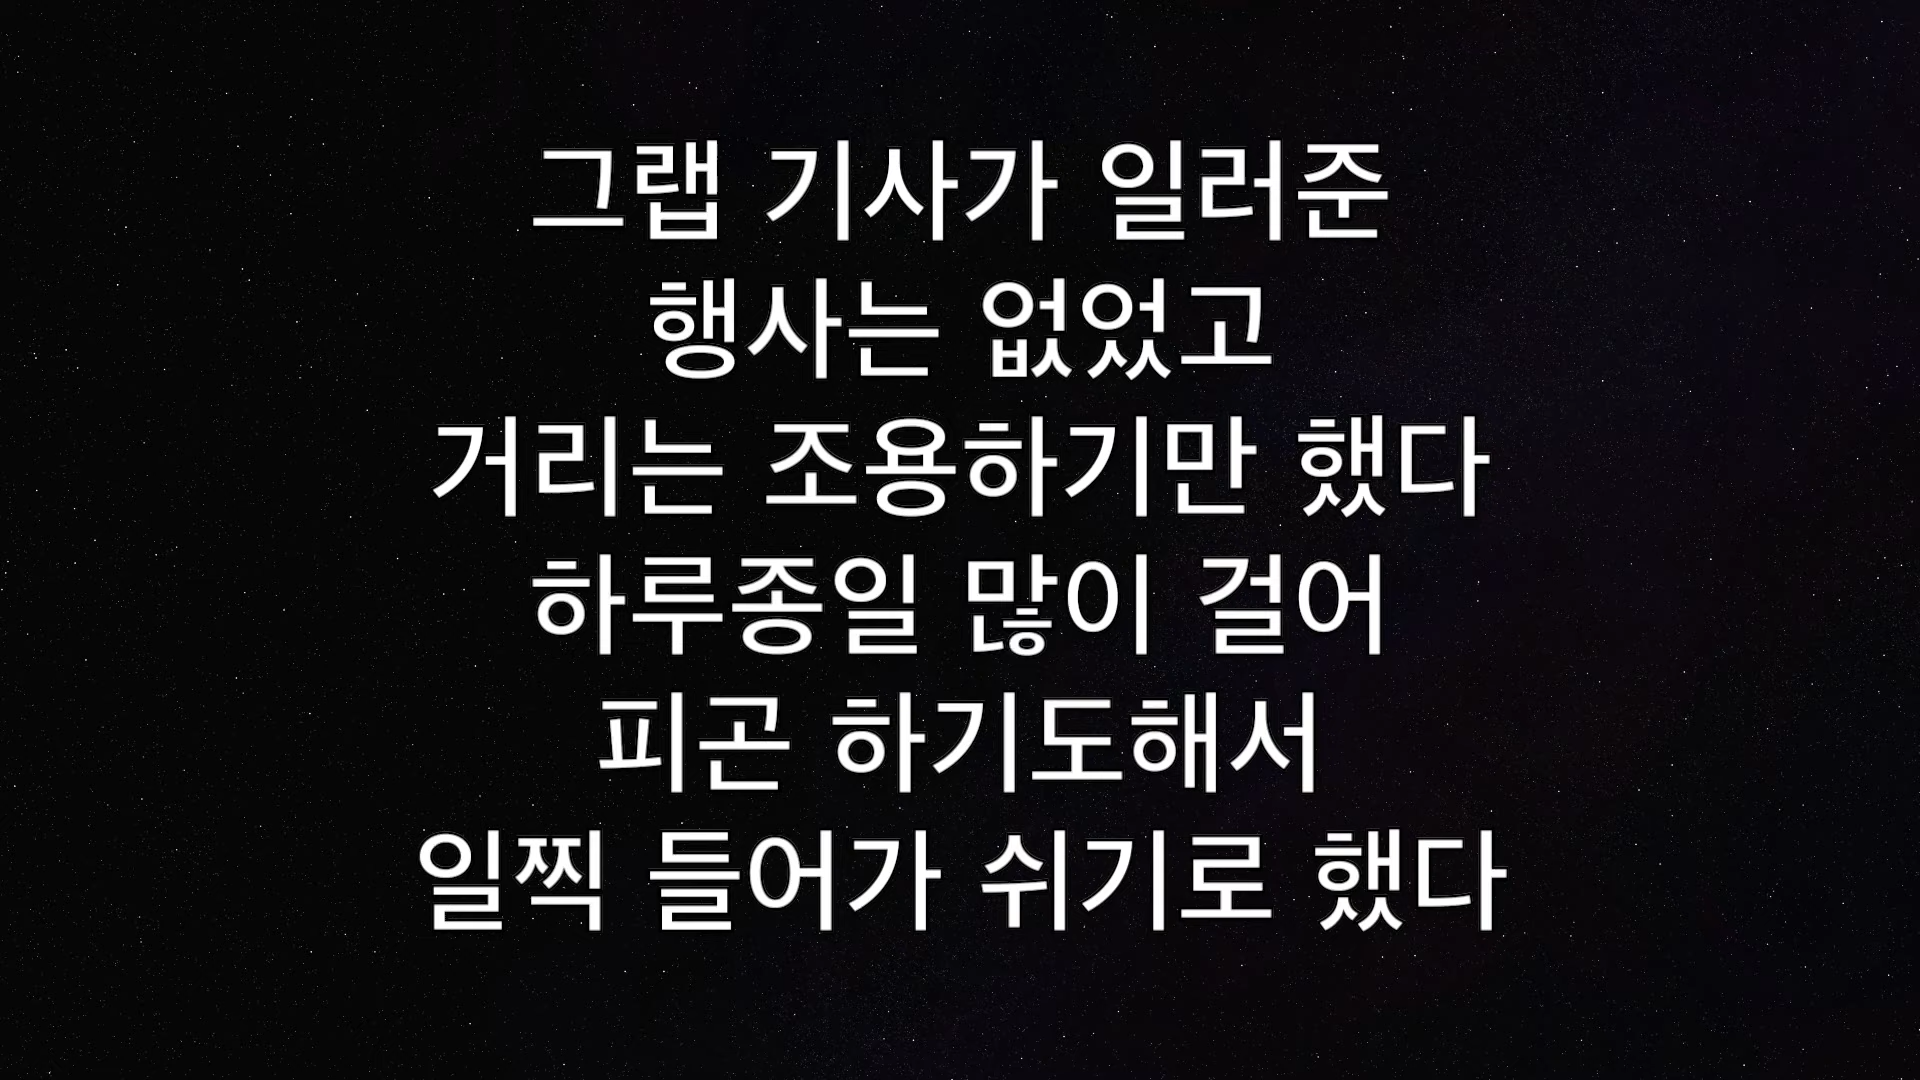 그랩 기사가 일러준
행사는 없었고
거리는 조용하기만 했다
하루종일 많이 걸어
피곤 하기도해서
일찍 들어가 쉬기로 했다